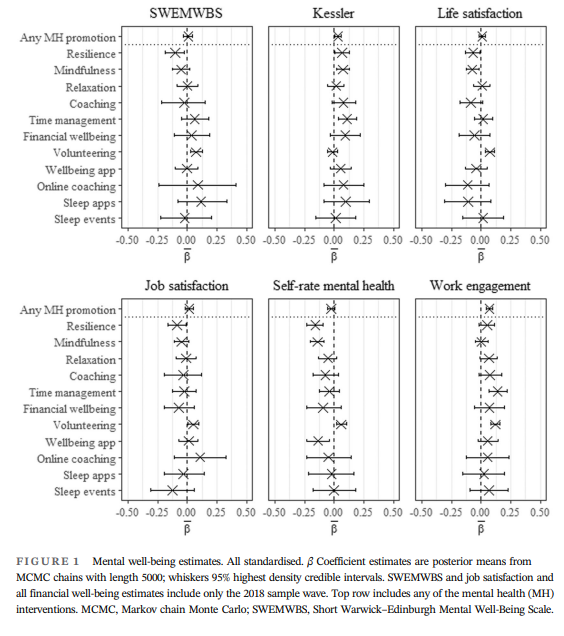 SWEMWBS Kessler Life satisfaction
Any MH promotion
Resilience
Mindfulness
Relaxation
Coaching
Time management
Financial wellbeing
Volunteering
Wellbeing app
Online coaching
Sleep apps
Sleep events
-0.50 -0.25 0.00 0.25 0.50 -0.50 -0.25 0.00 0.25 0.50 -0.50 -0.25 0.00 0.25 0.50
β̅ β̅ β̅
Job satisfaction Self-rate mental health Work engagement
Any MH promotion
Resilience
Mindfulness
Relaxation
Coaching
Time management
Financial wellbeing
Volunteering
Wellbeing app
Online coaching
Sleep apps
Sleep events
-0.50 -0.25 0.00 0.25 0.50 -0.50 -0.25 0.00 0.25 0.50 -0.50 -0.25 0.00 0.25 0.50
β̅ β̅ β̅
FIGURE 1 Mental well-being estimates. All standardised. β Coefficient estimates are posterior means from
MCMC chains with length 5000; whiskers 95% highest density credible intervals. SWEMWBS and job satisfaction and
all financial well-being estimates include only the 2018 sample wave. Top row includes any of the mental health (MH)
interventions. MCMC, Markov chain Monte Carlo; SWEMWBS, Short Warwick–Edinburgh Mental Well-Being Scale.